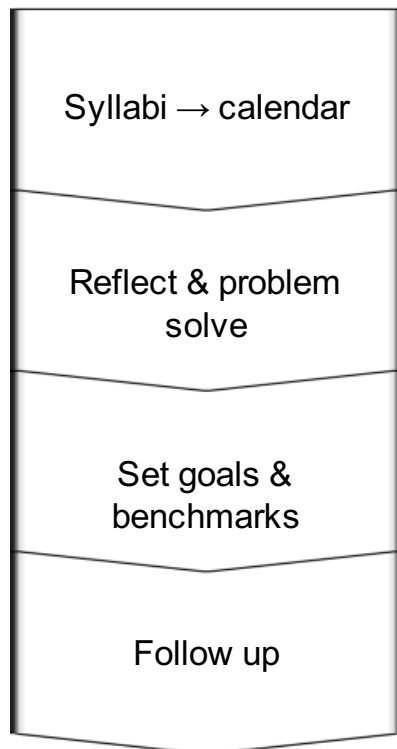 Syllabi → calendar
Reflect & problem
solve
Set goals &
benchmarks
Follow up